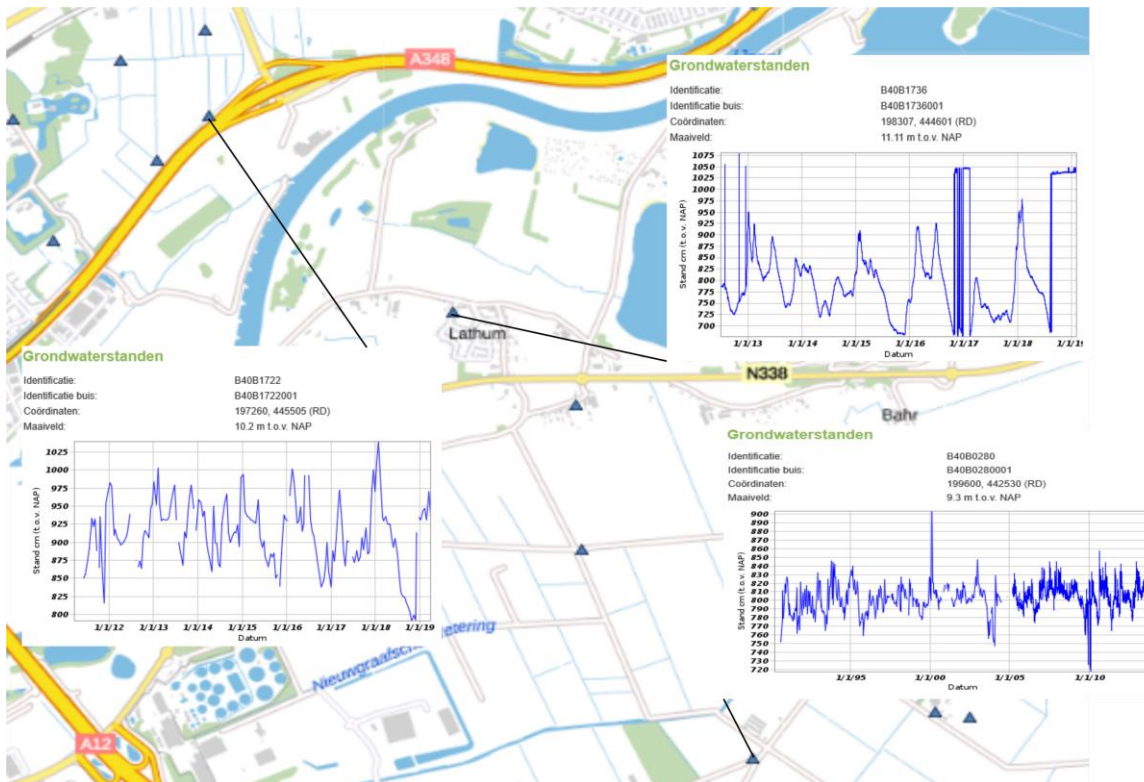 A348
Grondwaterstanden
Identificatie: B40B1736
Identificatie buis: B40B1736001
Coördinaten: 198307, 444601 (RD)
Maaiveld: 11.11 m t.o.v. NAP
1075
1050
1025
1000
975
950
925
900
875
850
825
800
775
750
725
700
Stand cm (t.o.v. NAP)
1/1/13 1/1/14 1/1/15 1/1/16 1/1/17 1/1/18 1/1/19
Datum
Lathum
N338
Bahr
Grondwaterstanden
Identificatie: B40B1722
Identificatie buis: B40B1722001
Coördinaten: 197260, 445505 (RD)
Maaiveld: 10.2 m t.o.v. NAP
1025
1000
975
950
925
900
875
850
825
800
Stand cm (t.o.v. NAP)
1/1/12 1/1/13 1/1/14 1/1/15 1/1/16 1/1/17 1/1/18 1/1/19
Datum
Grondwaterstanden
Identificatie: B40B0280
Identificatie buis: B40B0280001
Coördinaten: 199600, 442530 (RD)
Maaiveld: 9.3 m t.o.v. NAP
900
890
880
870
860
850
840
830
820
810
800
790
780
770
760
750
740
730
720
Stand cm (t.o.v. NAP)
1/1/95 1/1/00 1/1/05 1/1/10
Datum
A12